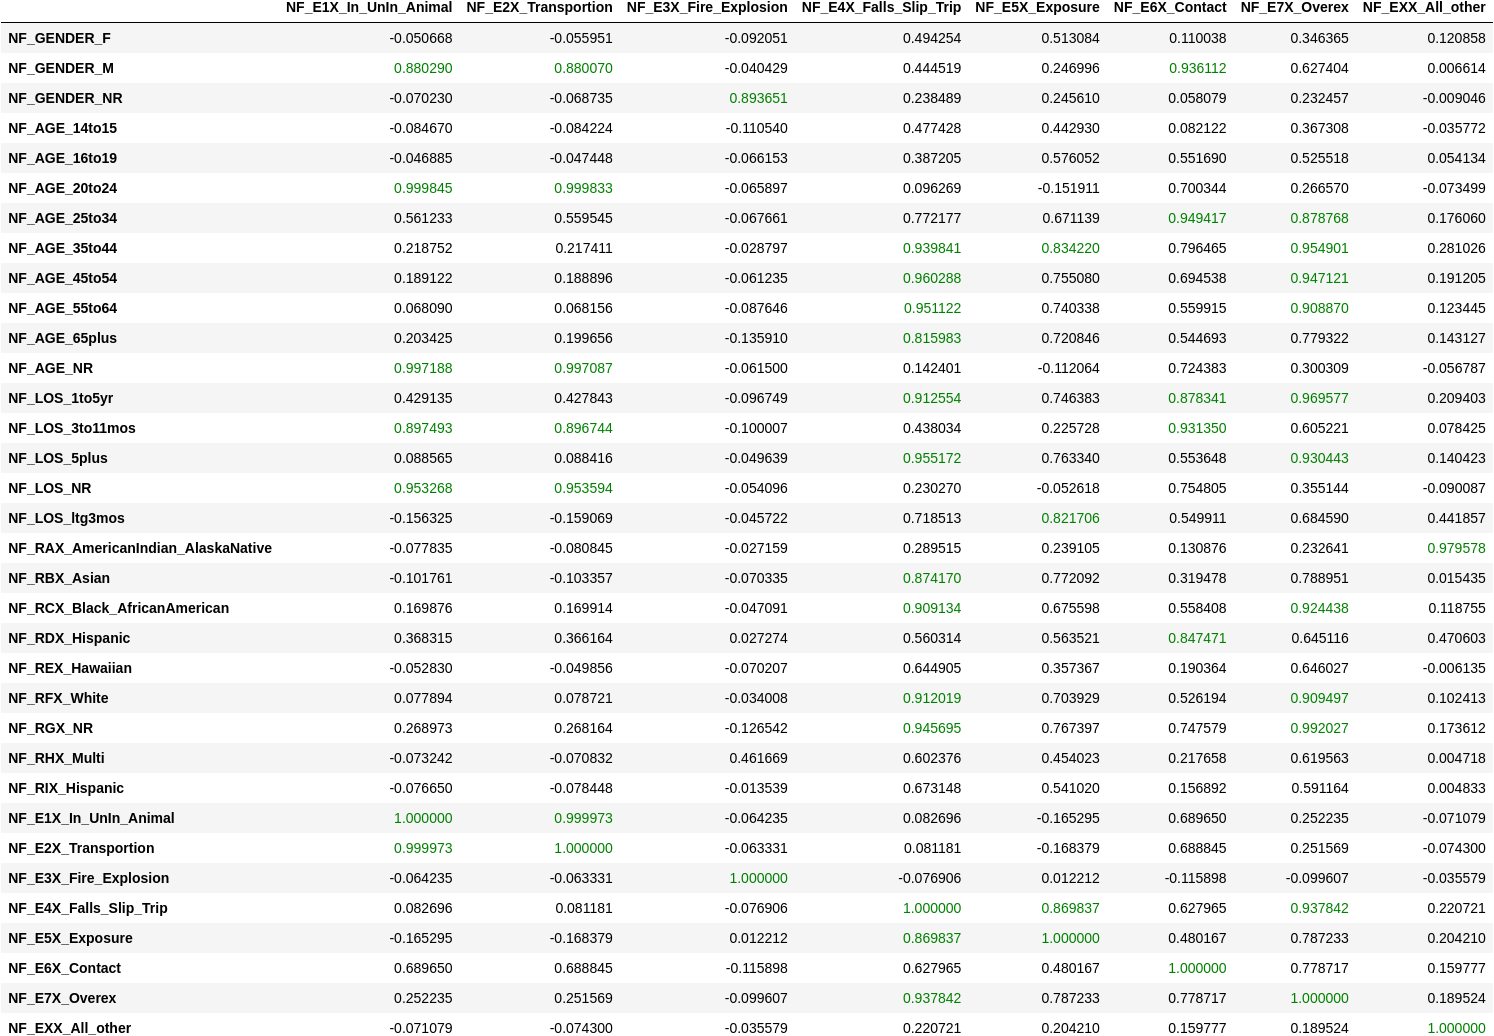 NF_E1X_In_UnIn_Animal NF_E2X_Transportion NF_E3X_Fire_Explosion NF_E4X_Falls_Slip_Trip NF_E5X_Exposure NF_E6X_Contact NF_E7X_Overex NF_EXX_All_other
NF_GENDER_F -0.050668 -0.055951 -0.092051 0.494254 0.513084 0.110038 0.346365 0.120858
NF_GENDER_M 0.880290 0.880070 -0.040429 0.444519 0.246996 0.936112 0.627404 0.006614
NF_GENDER_NR -0.070230 -0.068735 0.893651 0.238489 0.245610 0.058079 0.232457 -0.009046
NF_AGE_14to15 -0.084670 -0.084224 -0.110540 0.477428 0.442930 0.082122 0.367308 -0.035772
NF_AGE_16to19 -0.046885 -0.047448 -0.066153 0.387205 0.576052 0.551690 0.525518 0.054134
NF_AGE_20to24 0.999845 0.999833 -0.065897 0.096269 -0.151911 0.700344 0.266570 -0.073499
NF_AGE_25to34 0.561233 0.559545 -0.067661 0.772177 0.671139 0.949417 0.878768 0.176060
NF_AGE_35to44 0.218752 0.217411 -0.028797 0.939841 0.834220 0.796465 0.954901 0.281026
NF_AGE_45to54 0.189122 0.188896 -0.061235 0.960288 0.755080 0.694538 0.947121 0.191205
NF_AGE_55to64 0.068090 0.068156 -0.087646 0.951122 0.740338 0.559915 0.908870 0.123445
NF_AGE_65plus 0.203425 0.199656 -0.135910 0.815983 0.720846 0.544693 0.779322 0.143127
NF_AGE_NR 0.997188 0.997087 -0.061500 0.142401 -0.112064 0.724383 0.300309 -0.056787
NF_LOS_1to5yr 0.429135 0.427843 -0.096749 0.912554 0.746383 0.878341 0.969577 0.209403
NF_LOS_3to11mos 0.897493 0.896744 -0.100007 0.438034 0.225728 0.931350 0.605221 0.078425
NF_LOS_5plus 0.088565 0.088416 -0.049639 0.955172 0.763340 0.553648 0.930443 0.140423
NF_LOS_NR 0.953268 0.953594 -0.054096 0.230270 -0.052618 0.754805 0.355144 -0.090087
NF_LOS_ltg3mos -0.156325 -0.159069 -0.045722 0.718513 0.821706 0.549911 0.684590 0.441857
NF_RAX_AmericanIndian_AlaskaNative -0.077835 -0.080845 -0.027159 0.289515 0.239105 0.130876 0.232641 0.979578
NF_RBX_Asian -0.101761 -0.103357 -0.070335 0.874170 0.772092 0.319478 0.788951 0.015435
NF_RCX_Black_AfricanAmerican 0.169876 0.169914 -0.047091 0.909134 0.675598 0.558408 0.924438 0.118755
NF_RDX_Hispanic 0.368315 0.366164 0.027274 0.560314 0.563521 0.847471 0.645116 0.470603
NF_REX_Hawaiian -0.052830 -0.049856 -0.070207 0.644905 0.357367 0.190364 0.646027 -0.006135
NF_RFX_White 0.077894 0.078721 -0.034008 0.912019 0.703929 0.526194 0.909497 0.102413
NF_RGX_NR 0.268973 0.268164 -0.126542 0.945695 0.767397 0.747579 0.992027 0.173612
NF_RHX_Multi -0.073242 -0.070832 0.461669 0.602376 0.454023 0.217658 0.619563 0.004718
NF_RIX_Hispanic -0.076650 -0.078448 -0.013539 0.673148 0.541020 0.156892 0.591164 0.004833
NF_E1X_In_UnIn_Animal 1.000000 0.999973 -0.064235 0.082696 -0.165295 0.689650 0.252235 -0.071079
NF_E2X_Transportion 0.999973 1.000000 -0.063331 0.081181 -0.168379 0.688845 0.251569 -0.074300
NF_E3X_Fire_Explosion -0.064235 -0.063331 1.000000 -0.076906 0.012212 -0.115898 -0.099607 -0.035579
NF_E4X_Falls_Slip_Trip 0.082696 0.081181 -0.076906 1.000000 0.869837 0.627965 0.937842 0.220721
NF_E5X_Exposure -0.165295 -0.168379 0.012212 0.869837 1.000000 0.480167 0.787233 0.204210
NF_E6X_Contact 0.689650 0.688845 -0.115898 0.627965 0.480167 1.000000 0.778717 0.159777
NF_E7X_Overex 0.252235 0.251569 -0.099607 0.937842 0.787233 0.778717 1.000000 0.189524
NF_EXX_All_other -0.071079 -0.074300 -0.035579 0.220721 0.204210 0.159777 0.189524 1.000000